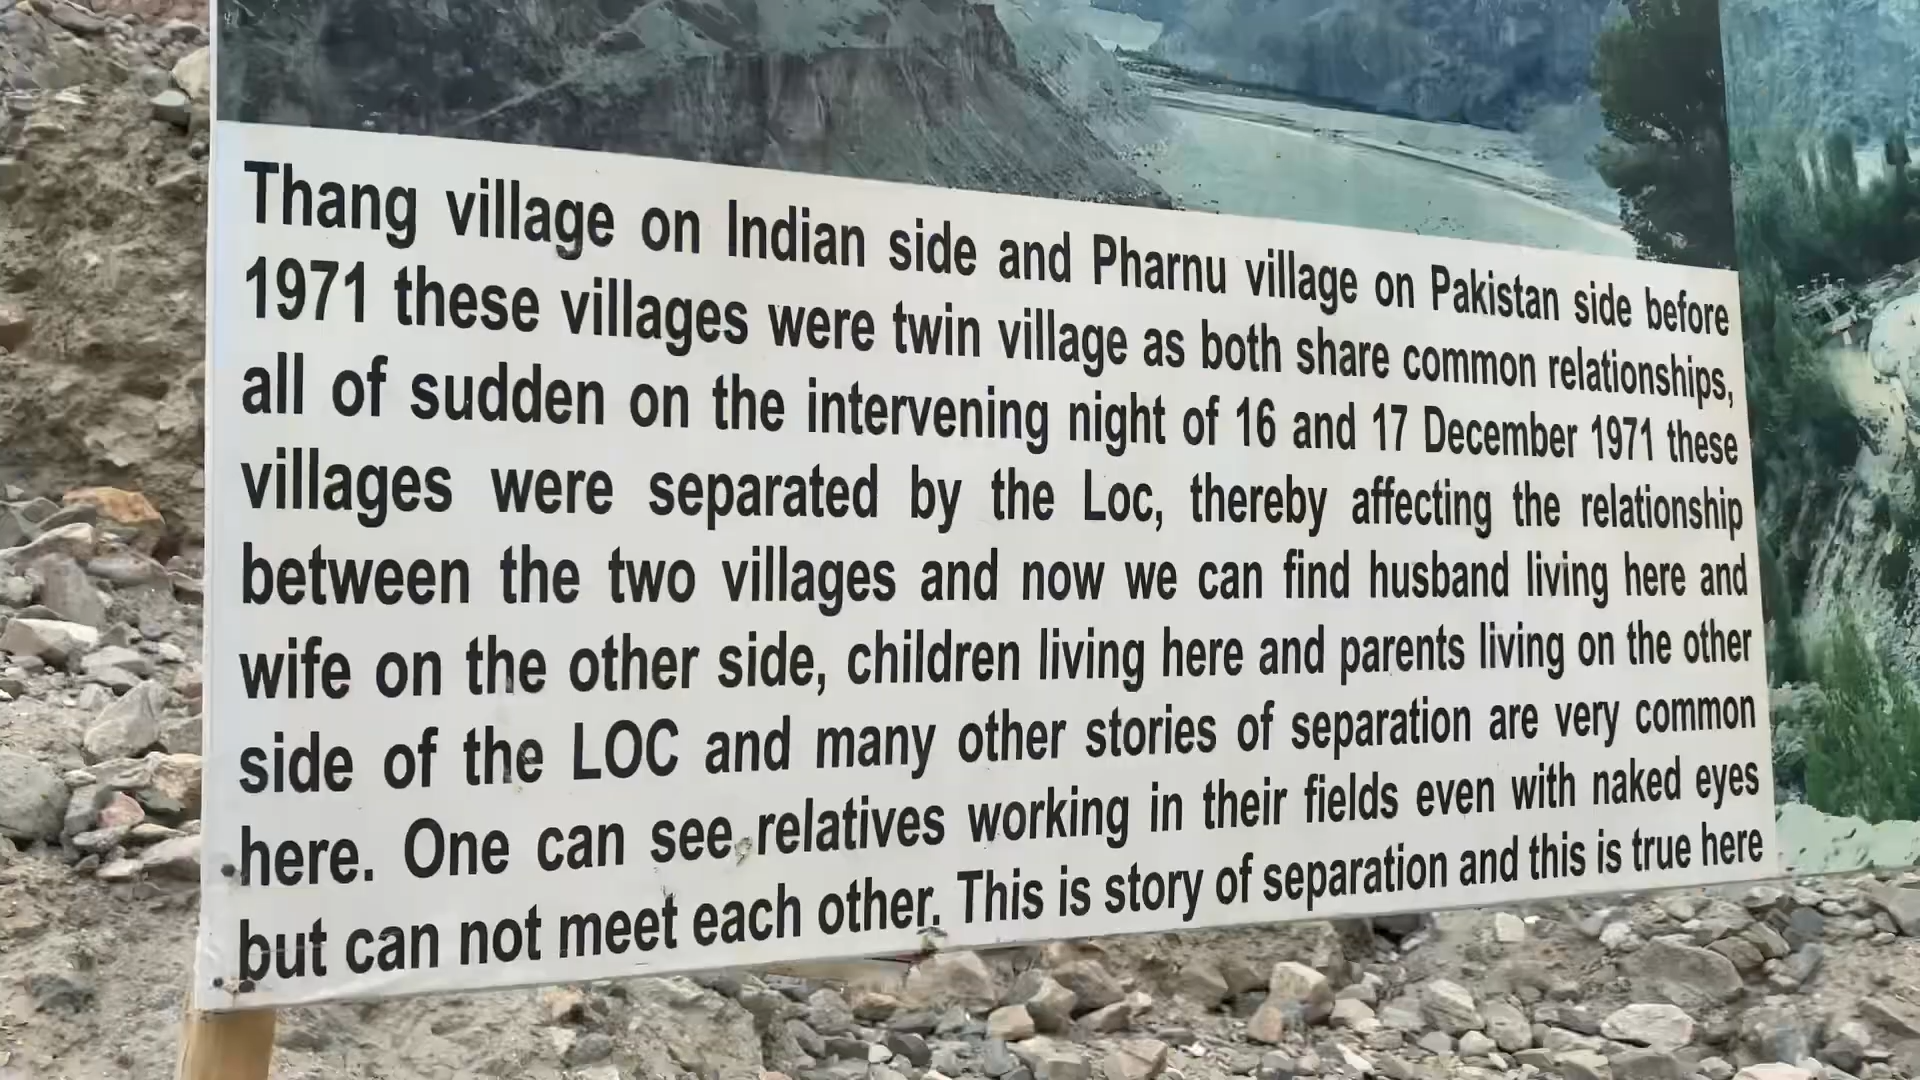 Thang village on Indian side and Pharnu village on Pakistan side before
1971 these villages were twin village as both share common relationships,
all of sudden on the intervening night of 16 and 17 December 1971 these
villages were separated by the Loc, thereby affecting the relationship
between the two villages and now we can find husband living here and
wife on the other side, children living here and parents living on the other
side of the LOC and many other stories of separation are very common
here. One can see relatives working in their fields even with naked eyes
but can not meet each other. This is story of separation and this is true here